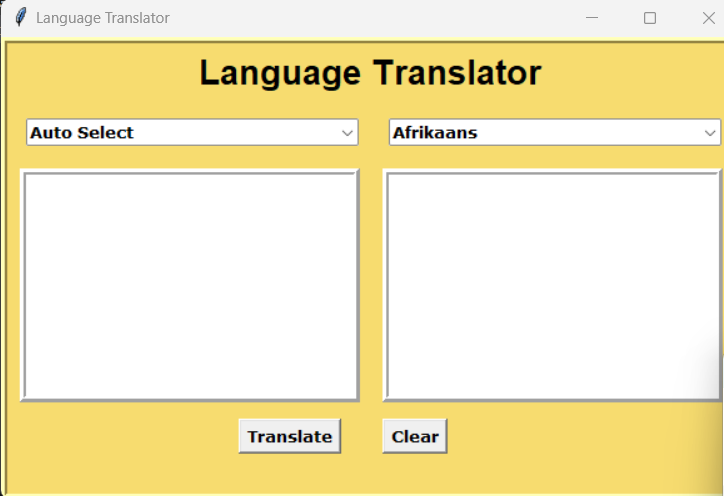 Language Translator
Language Translator
Auto Select
Afrikaans
Translate
Clear